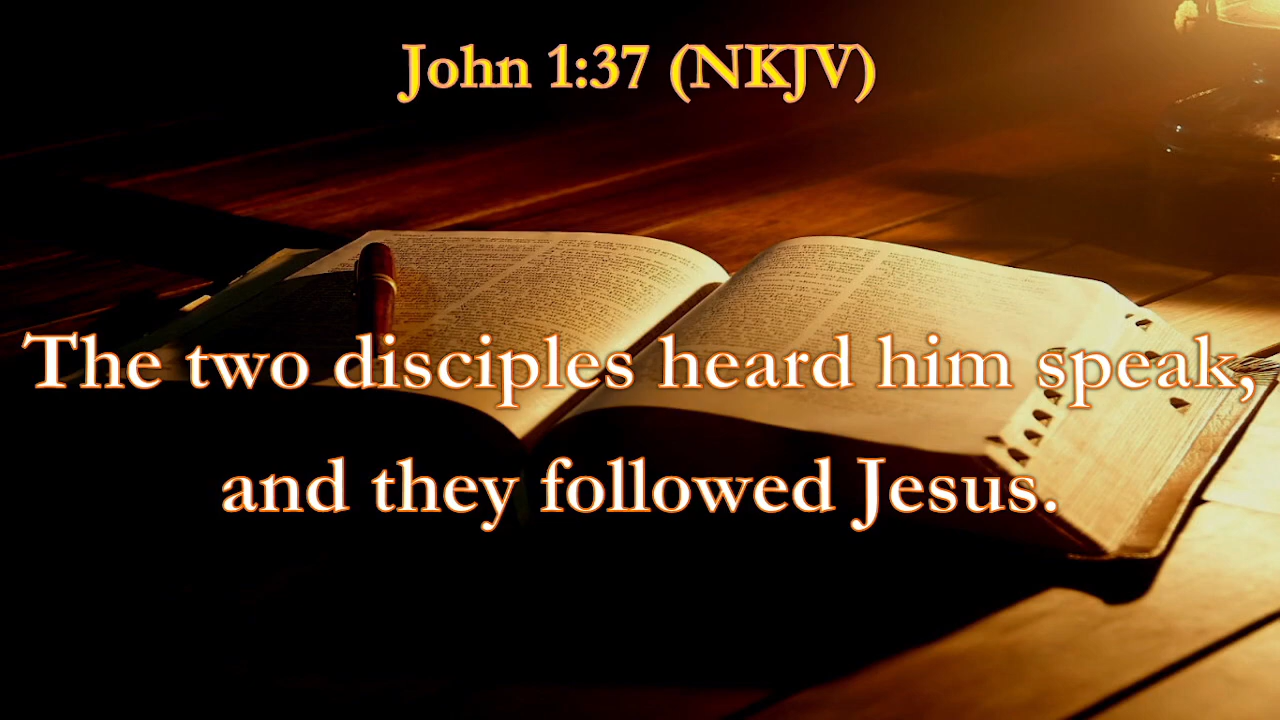 John 1:37 (NKJV)
The two disciples heard him speak,
and they followed Jesus.